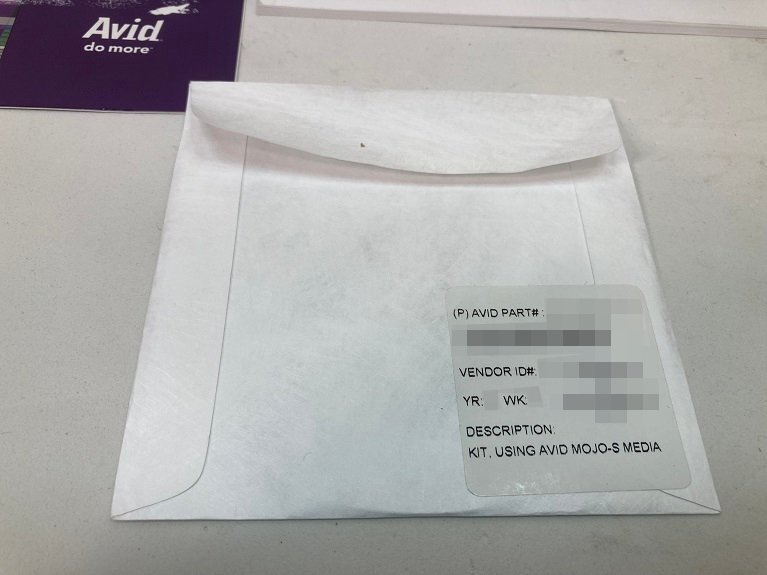 Avid
do more
(P) AVID PART# :
VENDOR ID#:
YR: WK:
DESCRIPTION:
KIT, USING AVID MOJO-S MEDIA